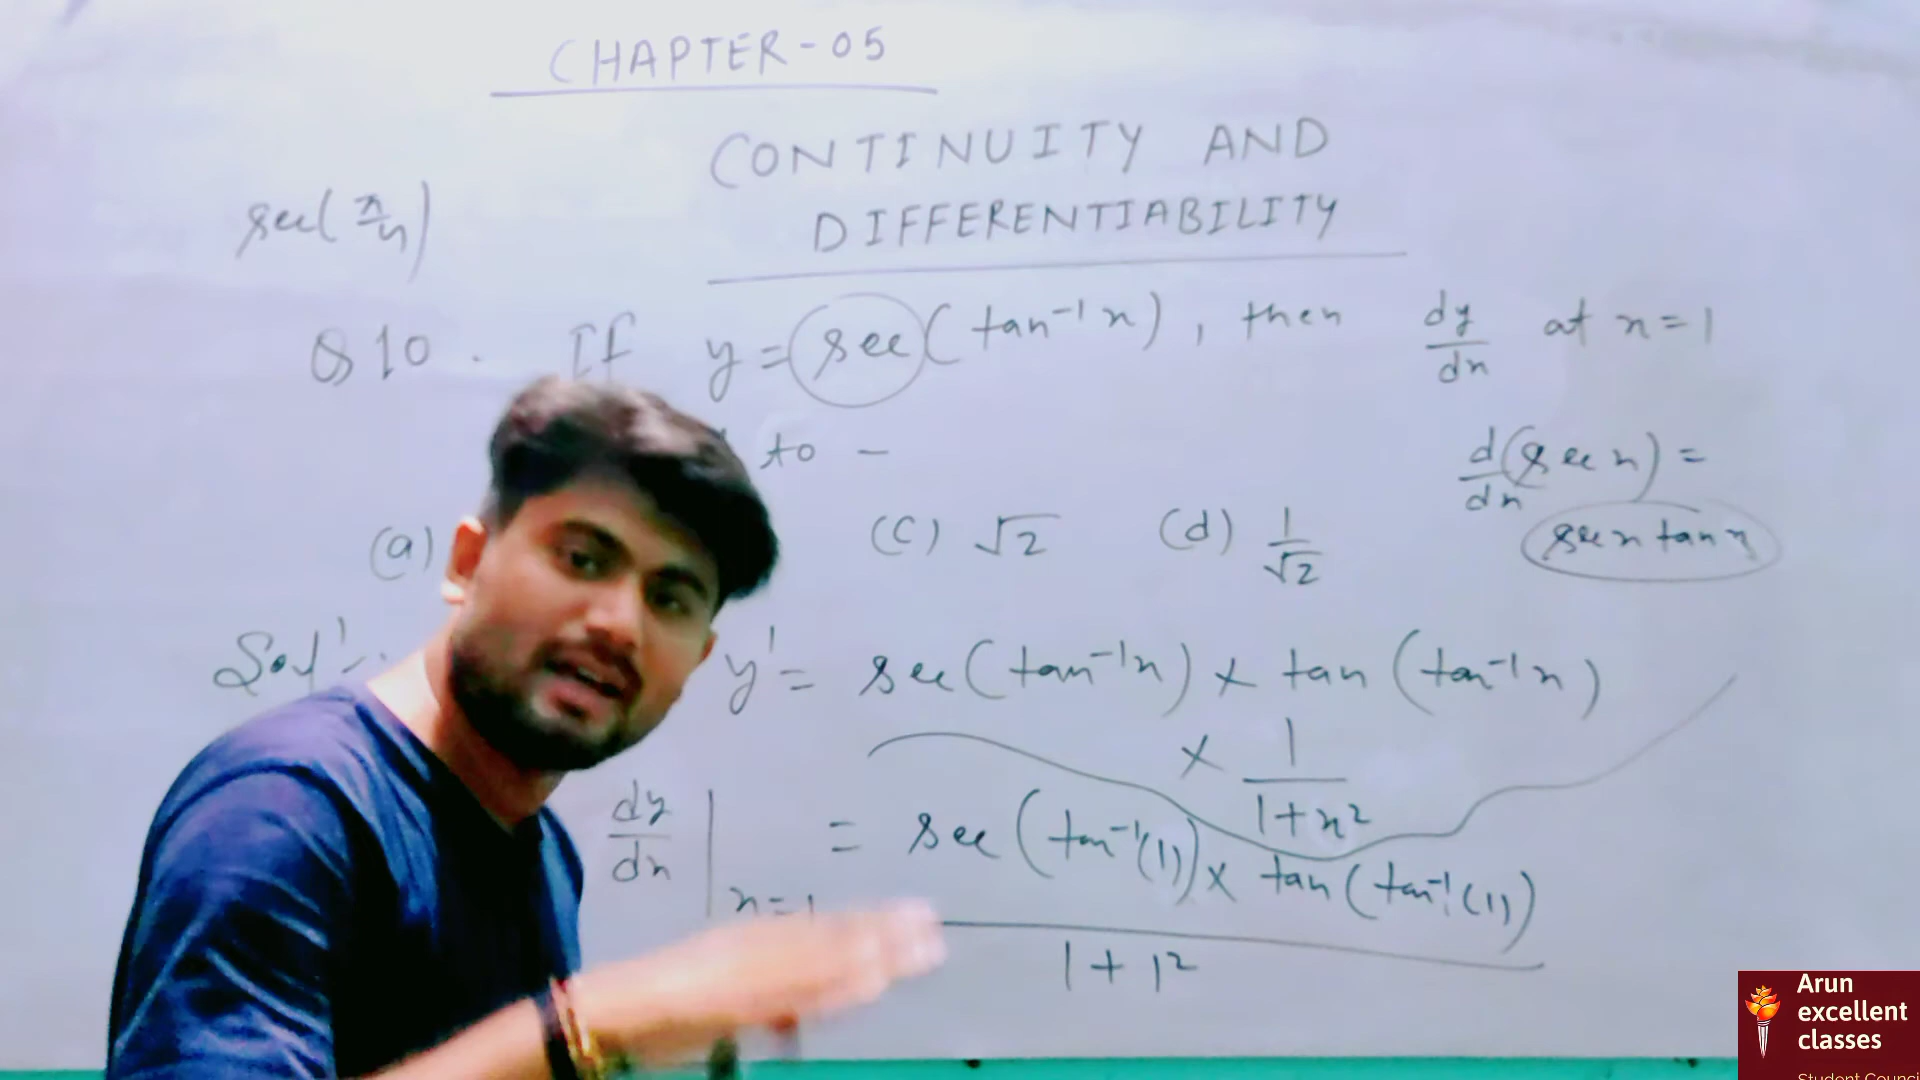 CHAPTER-05
CONTINUITY AND
DIFFERENTIABILITY
sec(π/4)
Q10. If y = sec(tan⁻¹x), then dy/dx at x=1
to –
(a) (c) √2 (d) 1/√2
d/dx(sec x) =
sec x tan x
Sol':- y' = sec(tan⁻¹x) × tan(tan⁻¹x)
× 1/1+x²
dy/dx | x=1 = sec(tan⁻¹(1)) × tan(tan⁻¹(1))
1+1²
Arun
excellent
classes